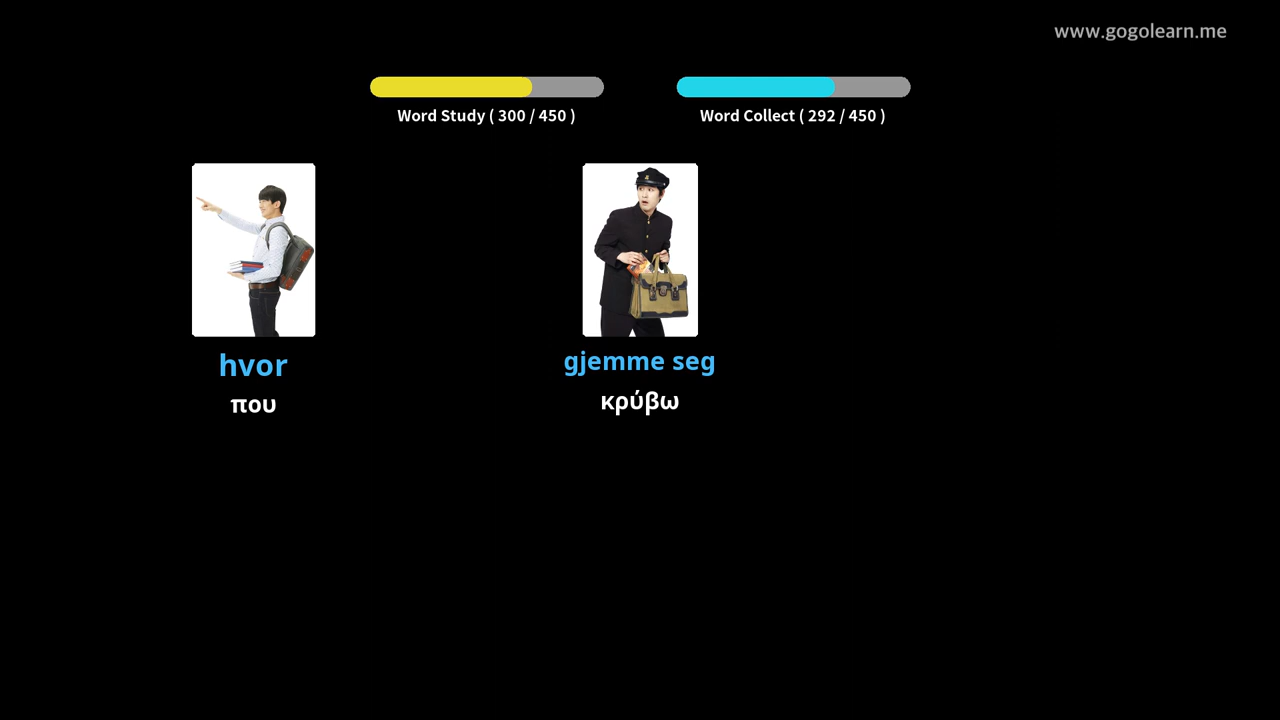 www.gogolearn.me
Word Study ( 300 / 450 )
Word Collect ( 292 / 450 )
hvor
που
gjemme seg
κρύβω